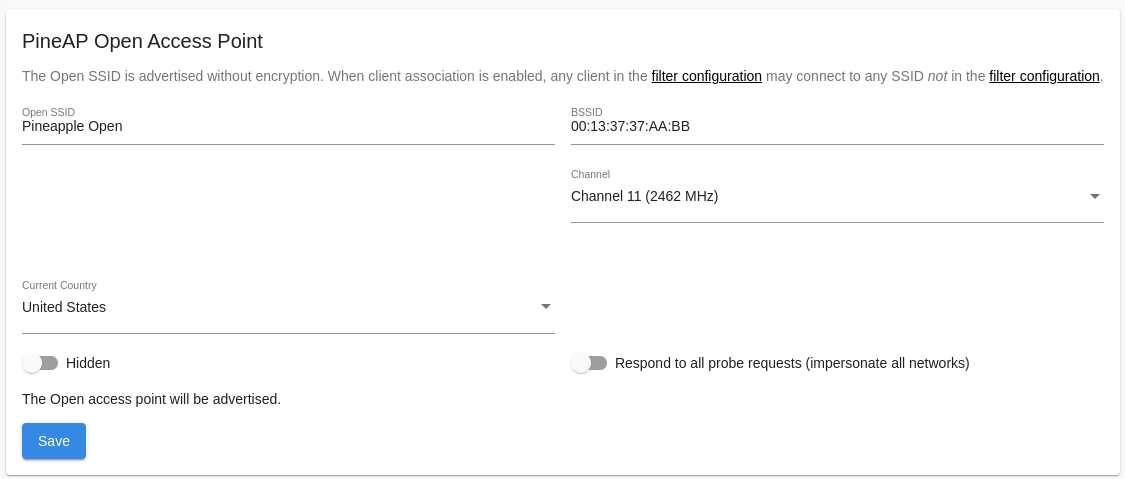 PineAP Open Access Point
The Open SSID is advertised without encryption. When client association is enabled, any client in the filter configuration may connect to any SSID not in the filter configuration.
Open SSID
Pineapple Open
BSSID
00:13:37:37:AA:BB
Channel
Channel 11 (2462 MHz)
Current Country
United States
Hidden
Respond to all probe requests (impersonate all networks)
The Open access point will be advertised.
Save